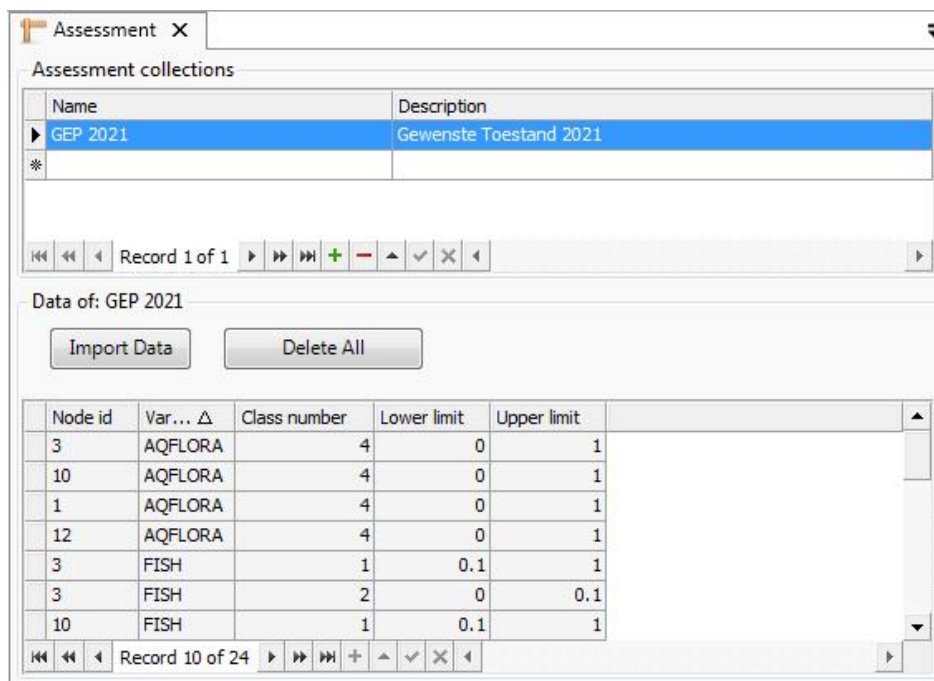 Assessment X
Assessment collections
Name Description
GEP 2021 Gewenste Toestand 2021
Record 1 of 1
Data of: GEP 2021
Import Data Delete All
Node id Var... Δ Class number Lower limit Upper limit
3 AQFLORA 4 0 1
10 AQFLORA 4 0 1
1 AQFLORA 4 0 1
12 AQFLORA 4 0 1
3 FISH 1 0.1 1
3 FISH 2 0 0.1
10 FISH 1 0.1 1
Record 10 of 24